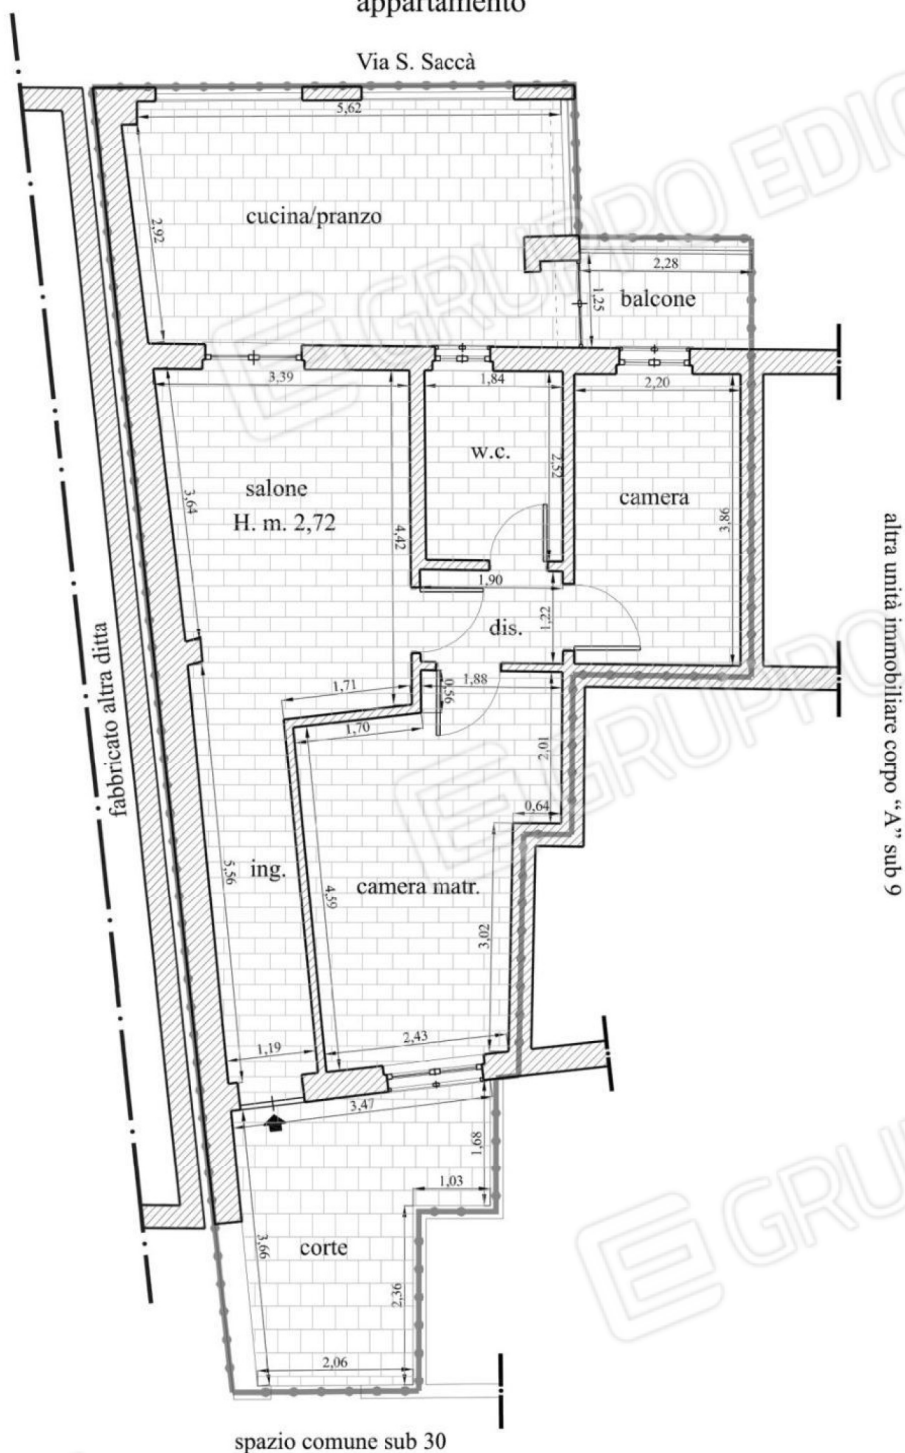 appartamento
Via S. Saccà
5,62
cucina/pranzo
2,92
2,28
1,25
balcone
3,39
1,84
2,20
w.c.
2,52
salone
H. m. 2,72
camera
3,64
4,42
3,86
1,90
dis.
1,22
1,71
0,56
1,88
1,70
2,01
0,64
ing.
5,56
4,59
camera matr.
3,02
2,43
1,19
3,47
1,68
1,03
corte
3,66
2,36
2,06
spazio comune sub 30
fabbricato altra ditta
altra unità immobiliare corpo “A” sub 9
GRUPPO EDIC
GRUPPO
GRU